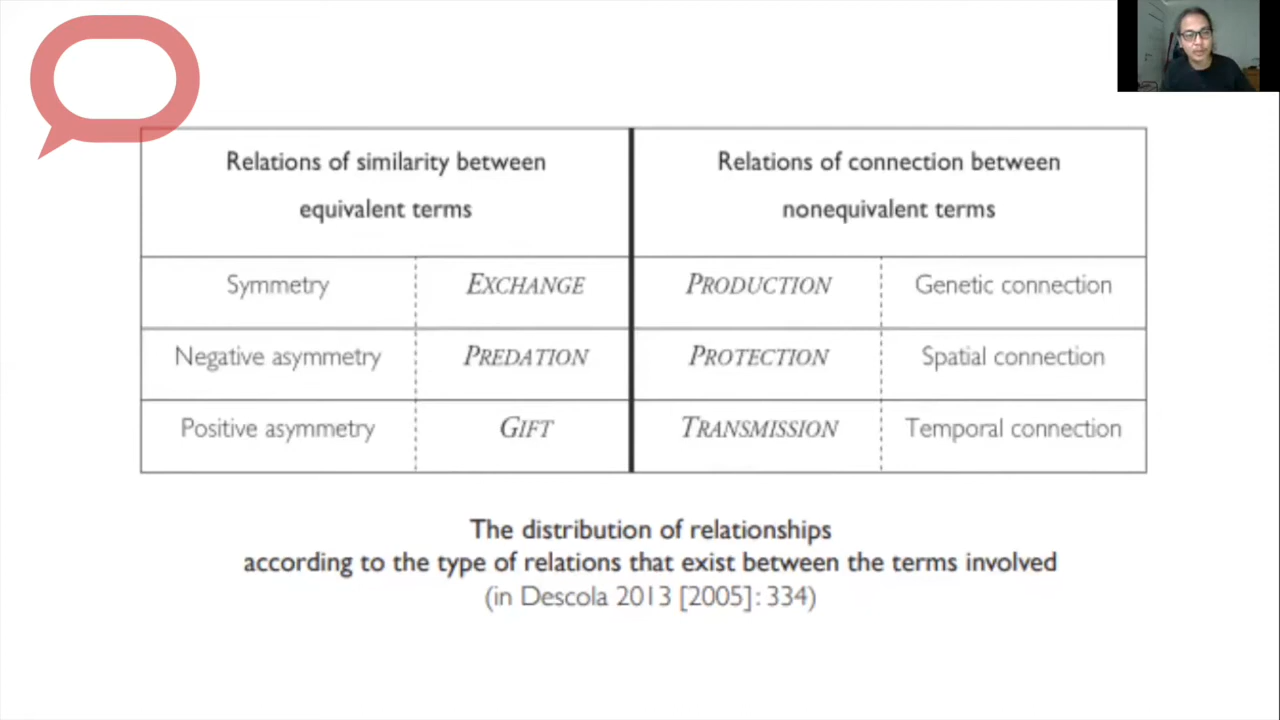 Relations of similarity between
equivalent terms
Relations of connection between
nonequivalent terms
Symmetry EXCHANGE PRODUCTION Genetic connection
Negative asymmetry PREDATION PROTECTION Spatial connection
Positive asymmetry GIFT TRANSMISSION Temporal connection
The distribution of relationships
according to the type of relations that exist between the terms involved
(in Descola 2013 [2005]: 334)